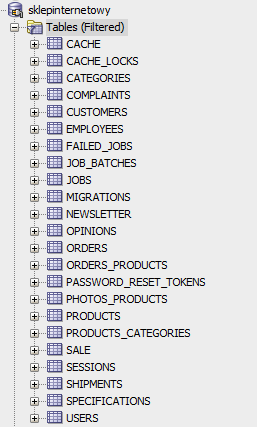 sklepinternetowy
Tables (Filtered)
CACHE
CACHE_LOCKS
CATEGORIES
COMPLAINTS
CUSTOMERS
EMPLOYEES
FAILED_JOBS
JOB_BATCHES
JOBS
MIGRATIONS
NEWSLETTER
OPINIONS
ORDERS
ORDERS_PRODUCTS
PASSWORD_RESET_TOKENS
PHOTOS_PRODUCTS
PRODUCTS
PRODUCTS_CATEGORIES
SALE
SESSIONS
SHIPMENTS
SPECIFICATIONS
USERS